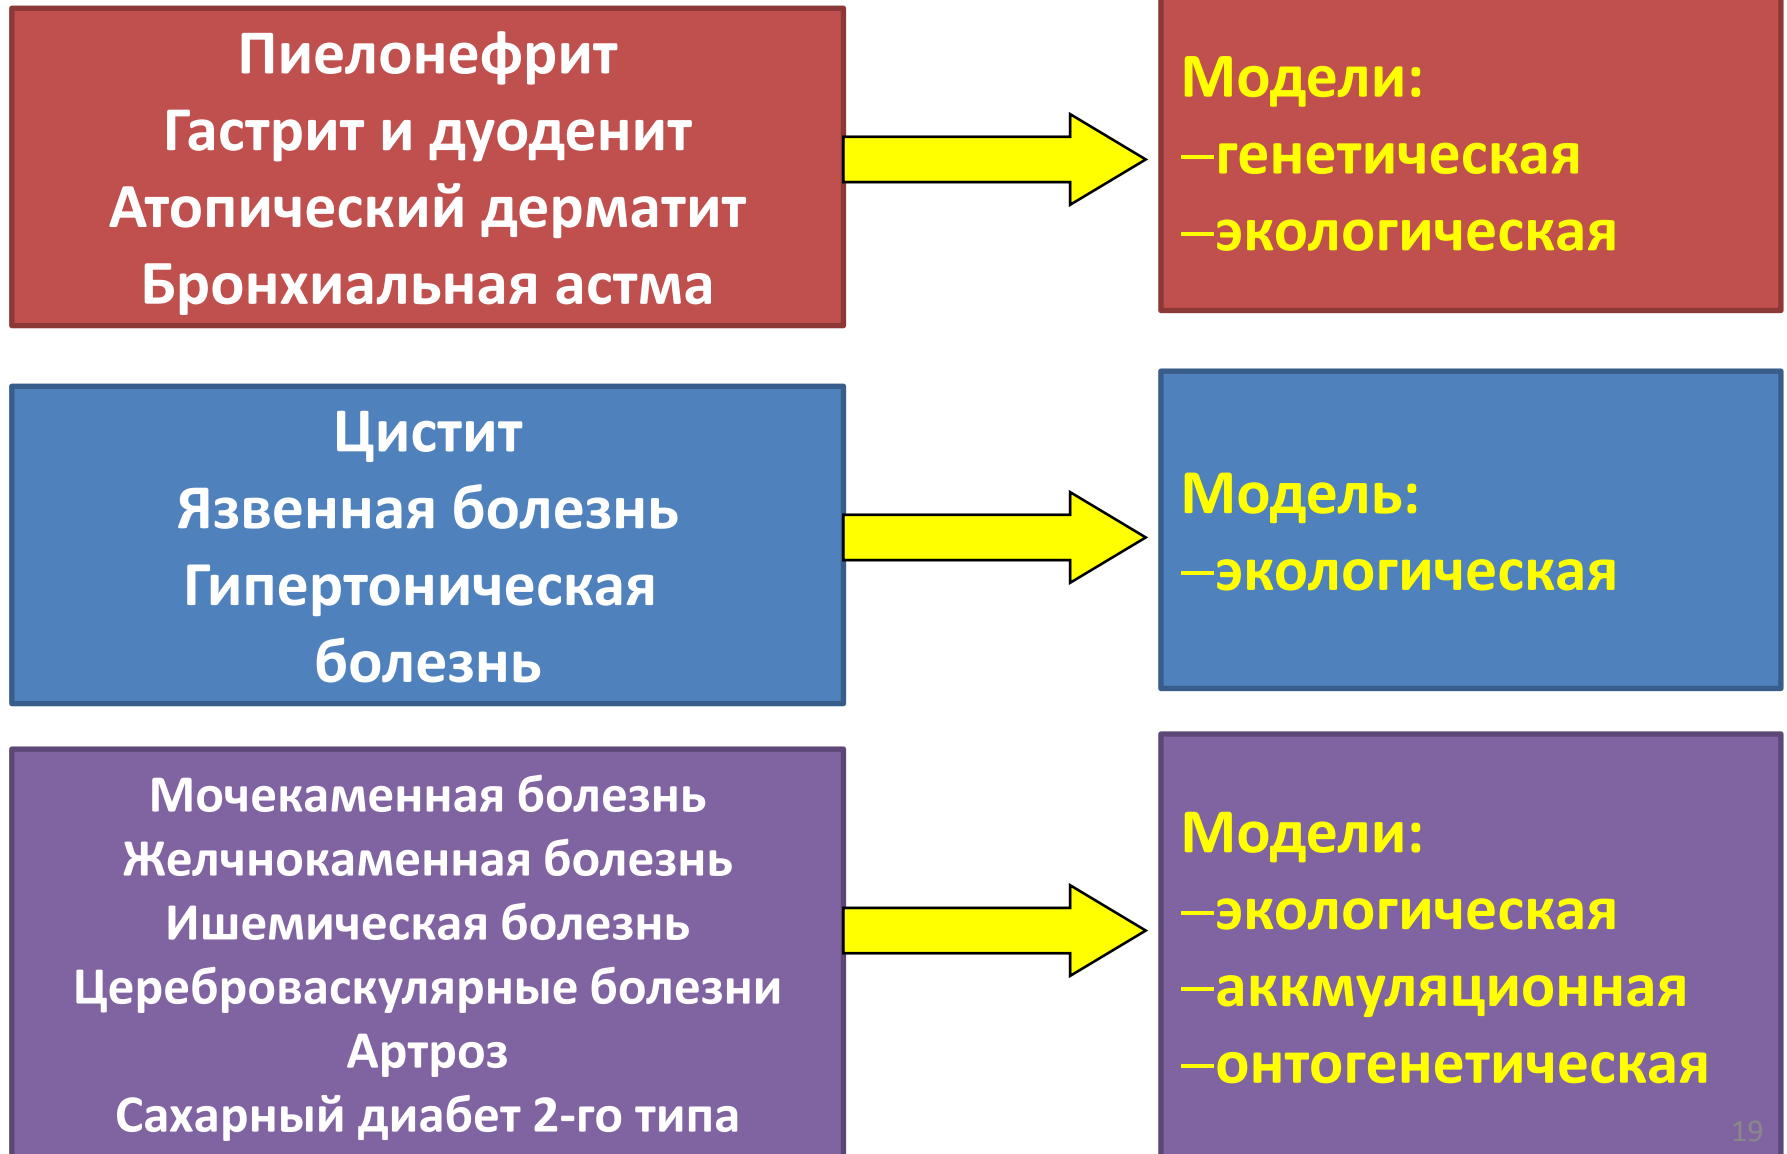 Пиелонефрит
Гастрит и дуоденит
Атопический дерматит
Бронхиальная астма
Модели:
–генетическая
–экологическая
Цистит
Язвенная болезнь
Гипертоническая
болезнь
Модель:
–экологическая
Мочекаменная болезнь
Желчнокаменная болезнь
Ишемическая болезнь
Цереброваскулярные болезни
Артроз
Сахарный диабет 2-го типа
Модели:
–экологическая
–аккмуляционная
–онтогенетическая
19